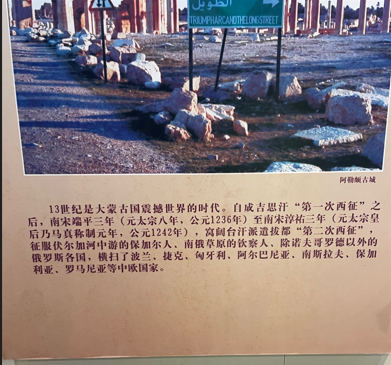 الطويل
TRIUMPHARCANDTHELONGSTREET
阿勒颇古城
13世纪是大蒙古国震撼世界的时代。自成吉思汗“第一次西征”之
后，南宋端平三年（元太宗八年，公元1236年）至南宋淳祐三年（元太宗皇
后乃马真称制元年，公元1242年），窝阔台汗派遣拔都“第二次西征”，
征服伏尔加河中游的保加尔人、南俄草原的钦察人、除诺夫哥罗德以外的
俄罗斯各国，横扫了波兰、捷克、匈牙利、阿尔巴尼亚、南斯拉夫、保加
利亚、罗马尼亚等中欧国家。